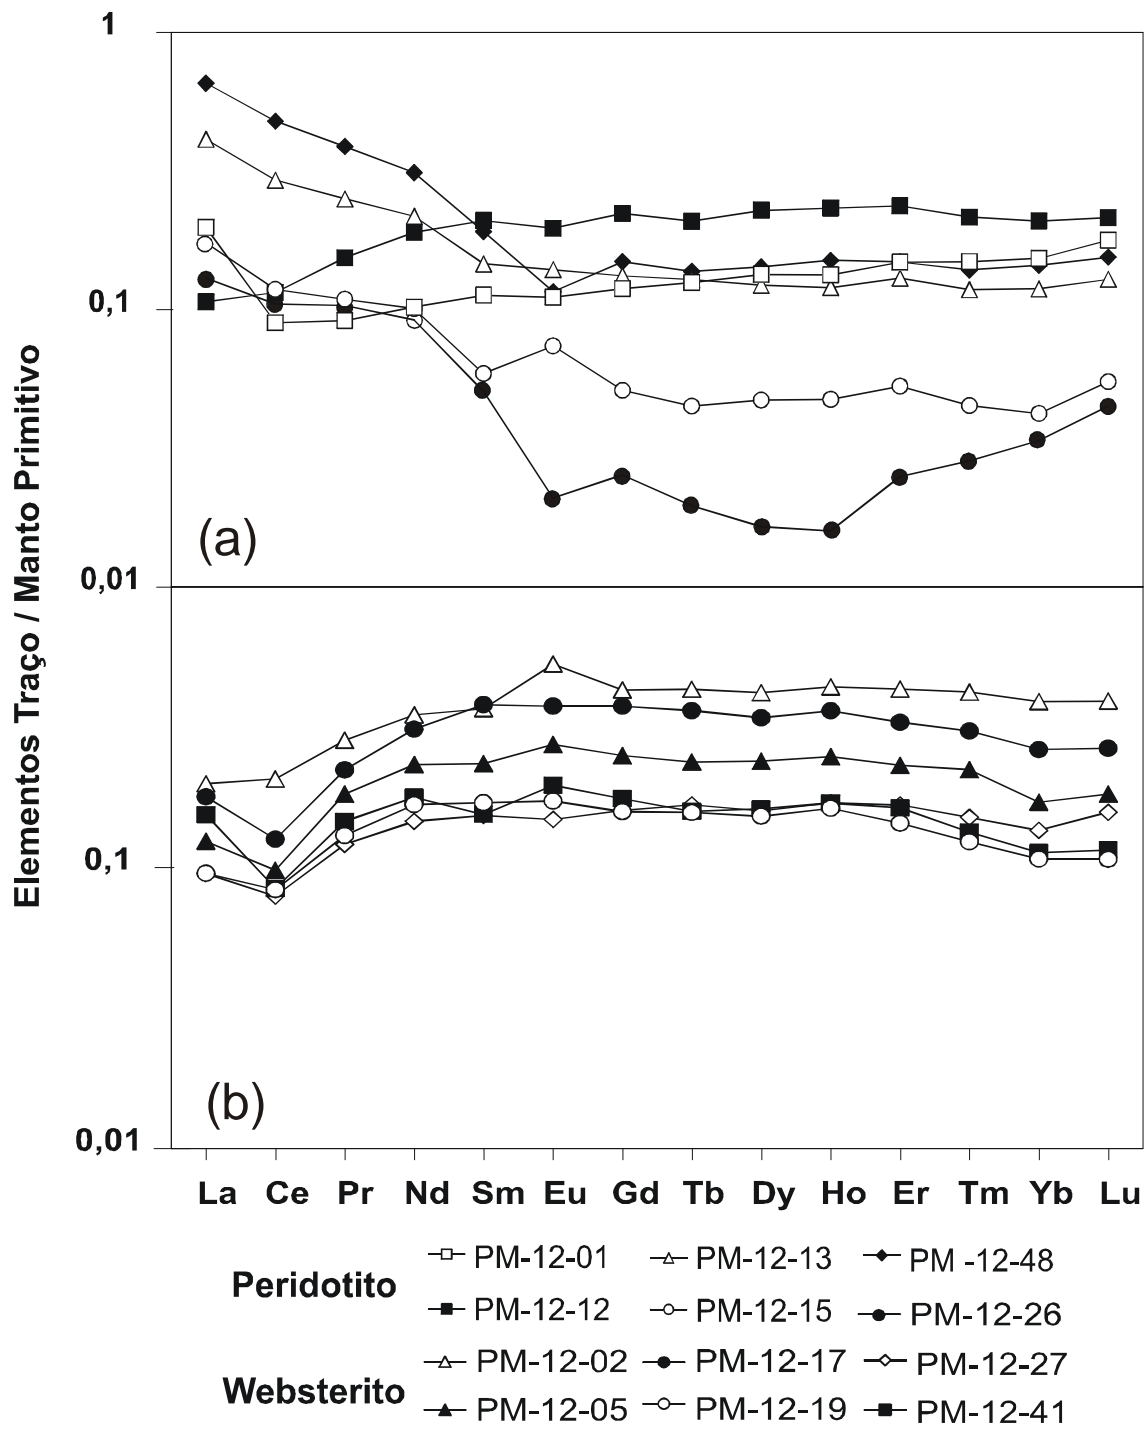 1
0,1
0,01
(a)
Elementos Traço / Manto Primitivo
0,1
0,01
(b)
La Ce Pr Nd Sm Eu Gd Tb Dy Ho Er Tm Yb Lu
Peridotito
PM-12-01 PM-12-13 PM -12-48
PM-12-12 PM-12-15 PM-12-26
Websterito
PM-12-02 PM-12-17 PM-12-27
PM-12-05 PM-12-19 PM-12-41